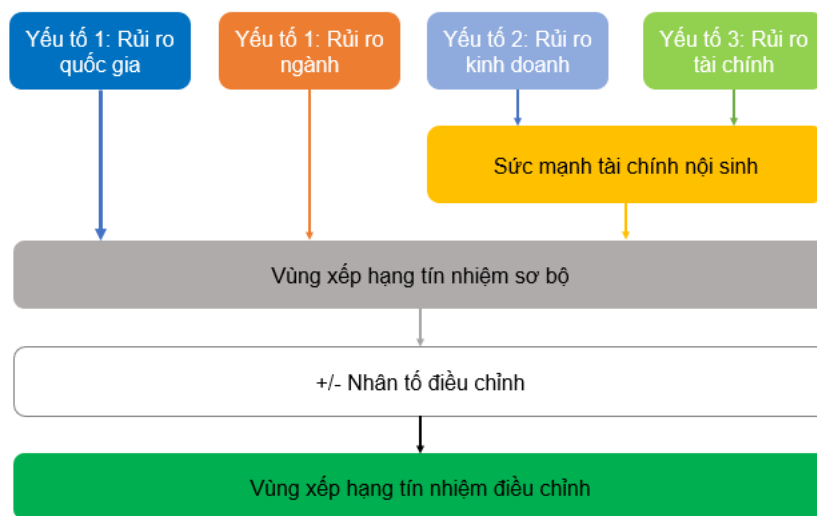 Yếu tố 1: Rủi ro
quốc gia
Yếu tố 1: Rủi ro
ngành
Yếu tố 2: Rủi ro
kinh doanh
Yếu tố 3: Rủi ro
tài chính
Sức mạnh tài chính nội sinh
Vùng xếp hạng tín nhiệm sơ bộ
+/- Nhân tố điều chỉnh
Vùng xếp hạng tín nhiệm điều chỉnh